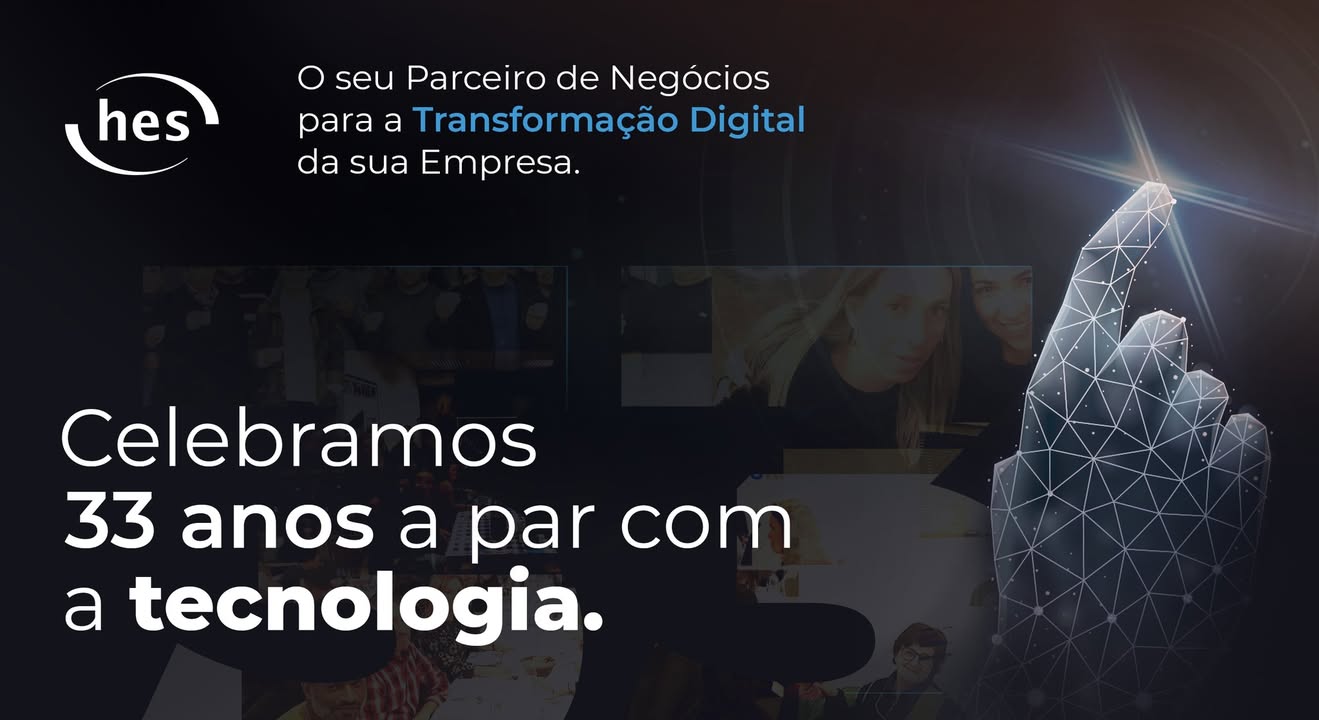 hes
O seu Parceiro de Negócios
para a Transformação Digital
da sua Empresa.
Celebramos
33 anos a par com
a tecnologia.